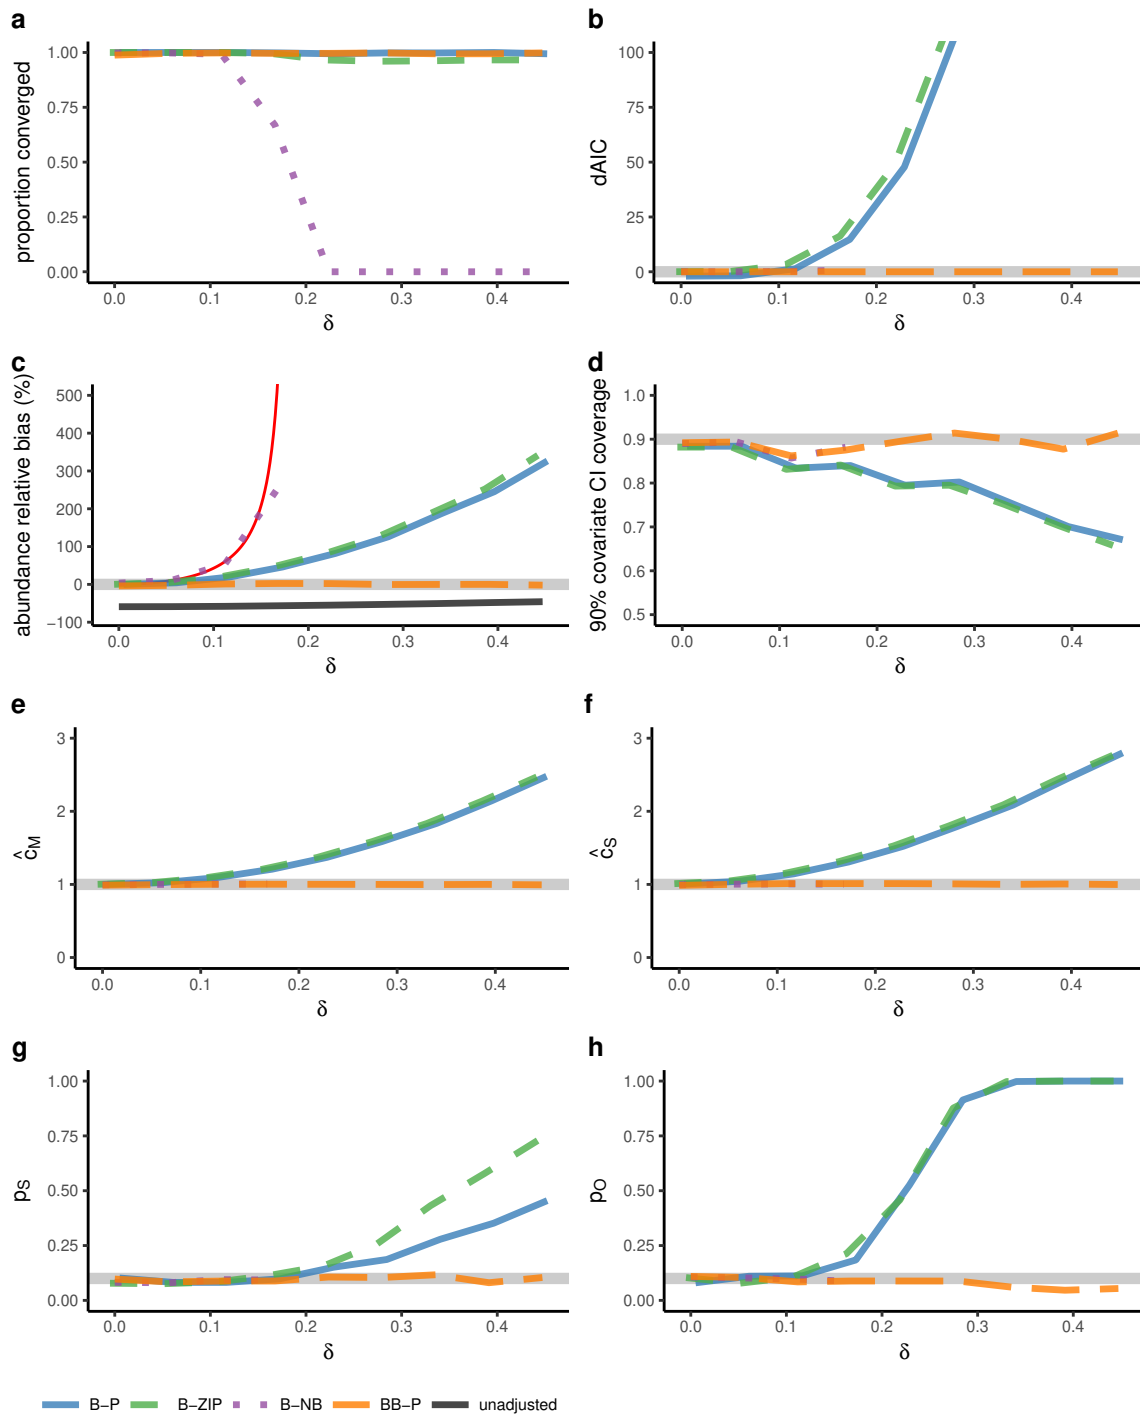 a
proportion converged
1.00
0.75
0.50
0.25
0.00
0.0 0.1 0.2 0.3 0.4
δ
b
dAIC
100
75
50
25
0
0.0 0.1 0.2 0.3 0.4
δ
c
abundance relative bias (%)
500
400
300
200
100
0
−100
0.0 0.1 0.2 0.3 0.4
δ
d
90% covariate CI coverage
1.0
0.9
0.8
0.7
0.6
0.5
0.0 0.1 0.2 0.3 0.4
δ
e
ĉM
3
2
1
0
0.0 0.1 0.2 0.3 0.4
δ
f
ĉS
3
2
1
0
0.0 0.1 0.2 0.3 0.4
δ
g
pS
1.00
0.75
0.50
0.25
0.00
0.0 0.1 0.2 0.3 0.4
δ
h
pO
1.00
0.75
0.50
0.25
0.00
0.0 0.1 0.2 0.3 0.4
δ
B−P B−ZIP B−NB BB−P unadjusted